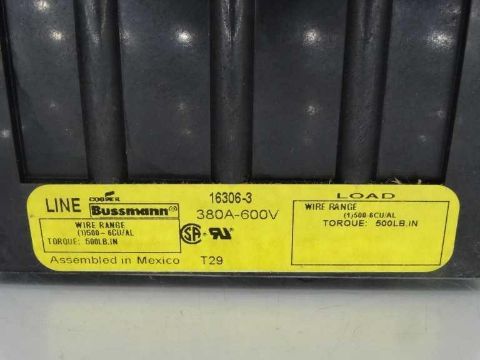 LINE
COOPER
Bussmann®
16306-3
380A-600V
LOAD
WIRE RANGE
(1)500-6CU/AL
TORQUE: 500LB.IN
WIRE RANGE
(1)500-6CU/AL
TORQUE: 500LB.IN
Assembled in Mexico T29